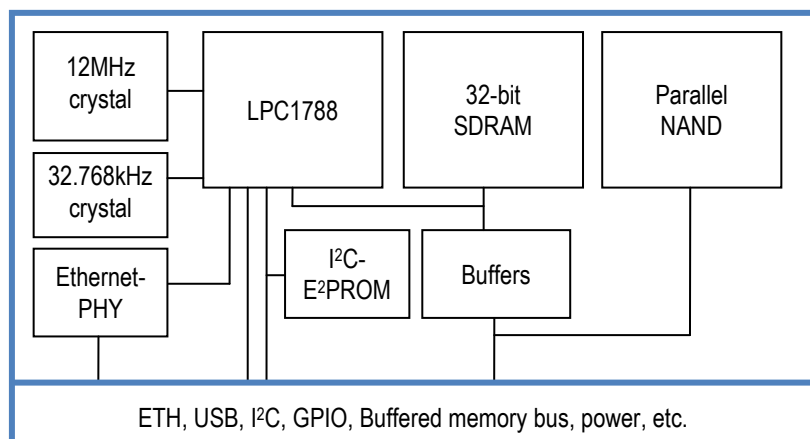 12MHz
crystal
LPC1788
32-bit
SDRAM
Parallel
NAND
32.768kHz
crystal
Ethernet-
PHY
I²C-
E²PROM
Buffers
ETH, USB, I²C, GPIO, Buffered memory bus, power, etc.